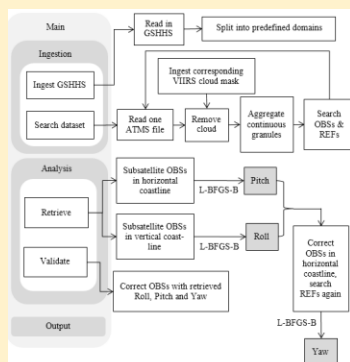 Main
Read in
GSHHS
Split into predefined domains
Ingestion
Ingest GSHHS
Search dataset
Ingest corresponding
VIIRS cloud mask
Read one
ATMS file
Remove
cloud
Aggregate
continuous
granules
Search
OBSs &
REFs
Analysis
Retrieve
Validate
Subsatellite OBSs
in horizontal
coastline
L-BFGS-B
Pitch
Subsatellite OBSs
in vertical coast-
line
L-BFGS-B
Roll
Correct OBSs with retrieved
Roll, Pitch and Yaw
Correct
OBSs in
horizontal
coastline,
search
REFs again
L-BFGS-B
Yaw
Output